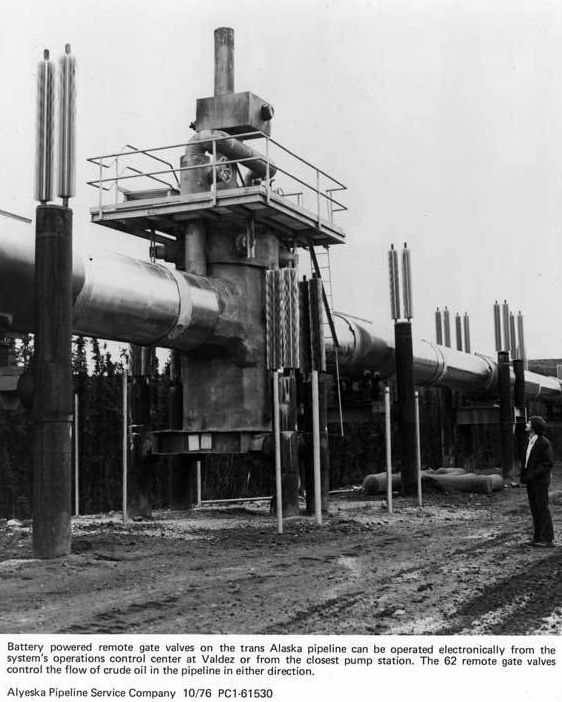 Battery powered remote gate valves on the trans Alaska pipeline can be operated electronically from the
system's operations control center at Valdez or from the closest pump station. The 62 remote gate valves
control the flow of crude oil in the pipeline in either direction.
Alyeska Pipeline Service Company 10/76 PC1-61530